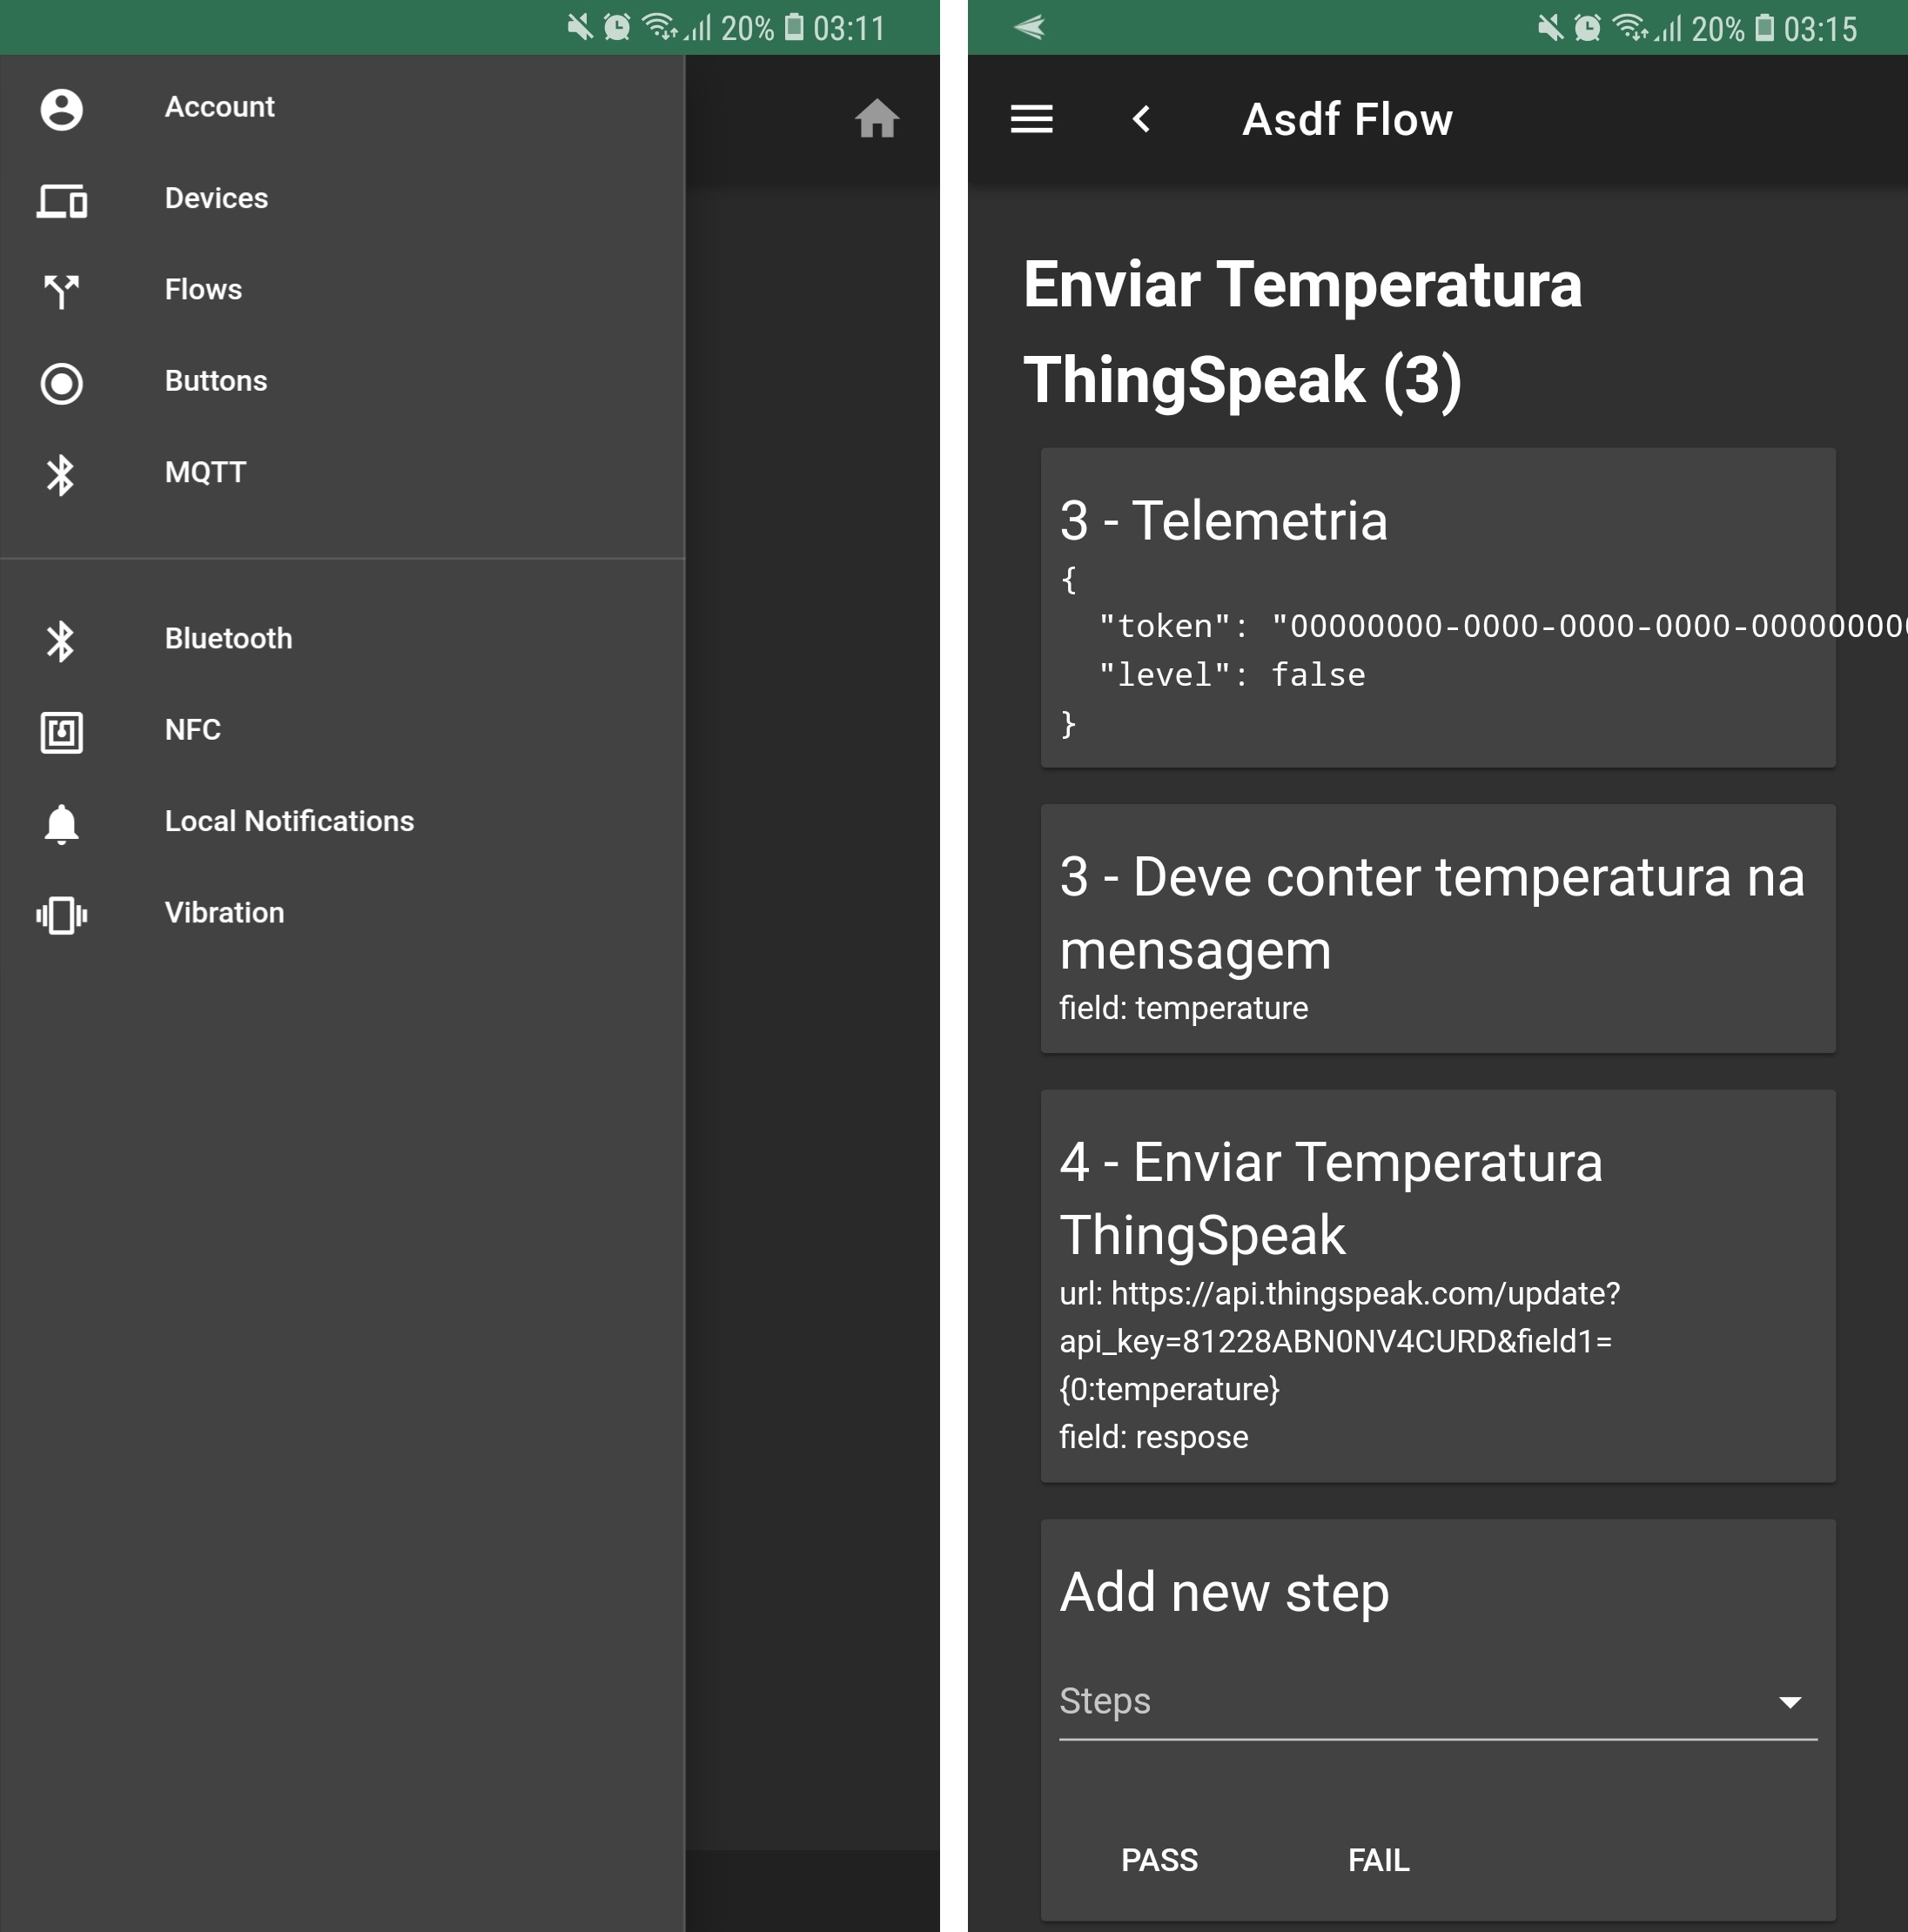 20% 03:11
Account
Devices
Flows
Buttons
MQTT
Bluetooth
NFC
Local Notifications
Vibration
20% 03:15
Asdf Flow
Enviar Temperatura
ThingSpeak (3)
3 - Telemetria
{
"token": "00000000-0000-0000-0000-00000000
"level": false
}
3 - Deve conter temperatura na
mensagem
field: temperature
4 - Enviar Temperatura
ThingSpeak
url: https://api.thingspeak.com/update?
api_key=81228ABN0NV4CURD&field1=
{0:temperature}
field: respose
Add new step
Steps
PASS FAIL